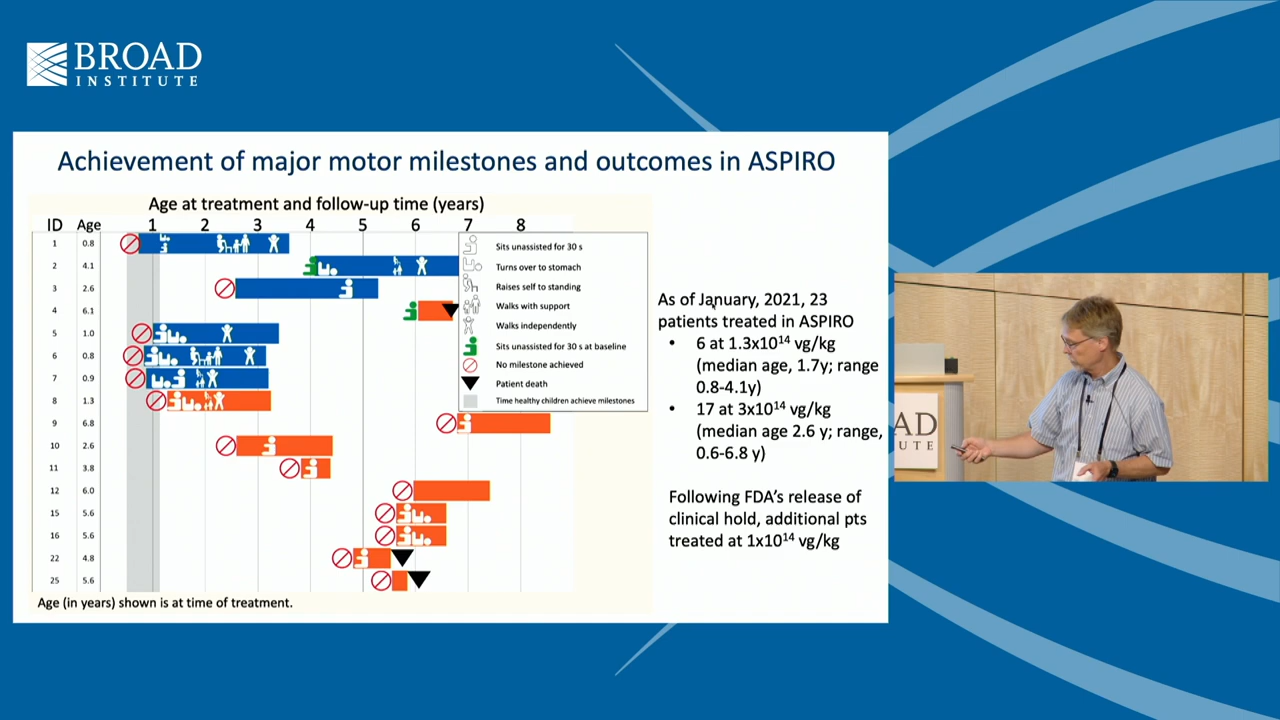 BROAD
INSTITUTE
Achievement of major motor milestones and outcomes in ASPIRO
Age at treatment and follow-up time (years)
ID Age 1 2 3 4 5 6 7 8
1 0.8
2 4.1
3 2.6
4 6.1
5 1.0
6 0.8
7 0.9
8 1.3
9 6.8
10 2.6
11 3.8
12 6.0
15 5.6
16 5.6
22 4.8
25 5.6
Sits unassisted for 30 s
Turns over to stomach
Raises self to standing
Walks with support
Walks independently
Sits unassisted for 30 s at baseline
No milestone achieved
Patient death
Time healthy children achieve milestones
Age (in years) shown is at time of treatment.
As of January, 2021, 23
patients treated in ASPIRO
• 6 at 1.3x10¹⁴ vg/kg
(median age, 1.7y; range
0.8-4.1y)
• 17 at 3x10¹⁴ vg/kg
(median age 2.6 y; range,
0.6-6.8 y)
Following FDA's release of
clinical hold, additional pts
treated at 1x10¹⁴ vg/kg
AD
UTE